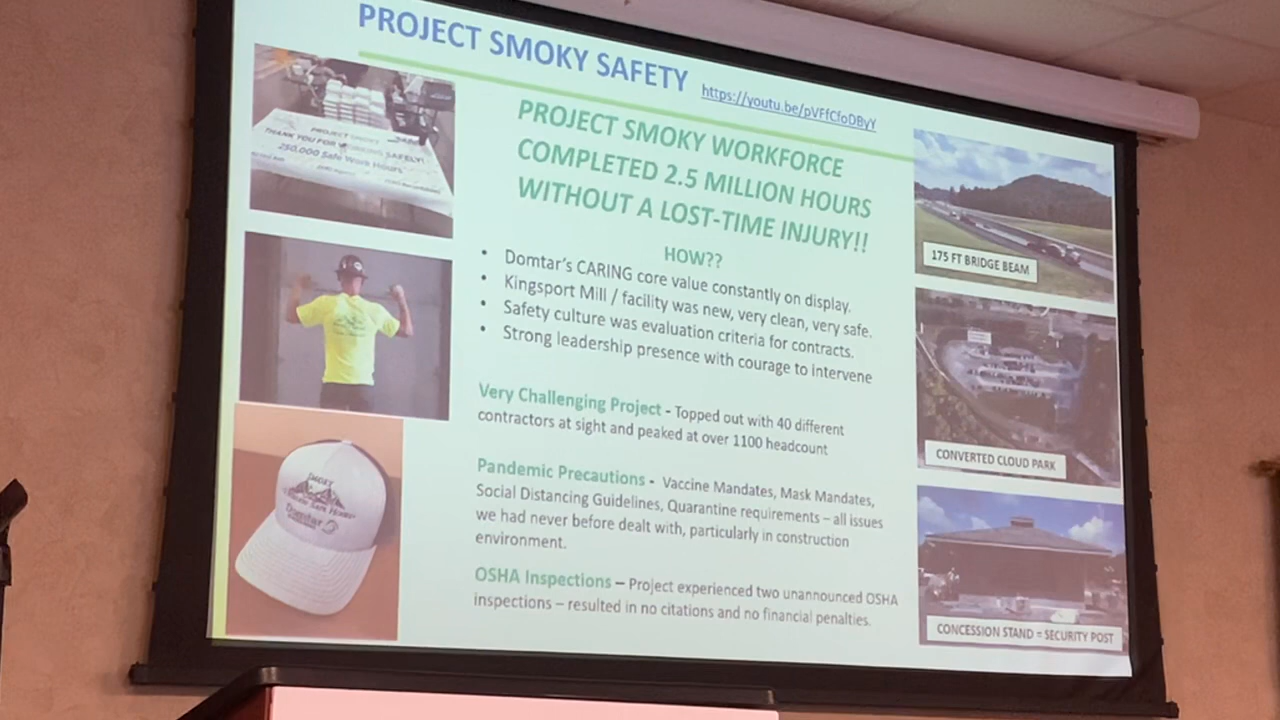 PROJECT SMOKY SAFETY
https://youtu.be/pVFfCfoDByY
PROJECT SMOKY WORKFORCE
COMPLETED 2.5 MILLION HOURS
WITHOUT A LOST-TIME INJURY!!
HOW??
• Domtar's CARING core value constantly on display.
• Kingsport Mill / facility was new, very clean, very safe.
• Safety culture was evaluation criteria for contracts.
• Strong leadership presence with courage to intervene
Very Challenging Project - Topped out with 40 different
contractors at sight and peaked at over 1100 headcount
Pandemic Precautions - Vaccine Mandates, Mask Mandates,
Social Distancing Guidelines, Quarantine requirements – all issues
we had never before dealt with, particularly in construction
environment.
OSHA Inspections – Project experienced two unannounced OSHA
inspections – resulted in no citations and no financial penalties.
PROJECT SMOKY
THANK YOU FOR WORKING SAFELY!
250,000 Safe Work Hours
Safe Hours
Domtar
175 FT BRIDGE BEAM
CONVERTED CLOUD PARK
CONCESSION STAND = SECURITY POST